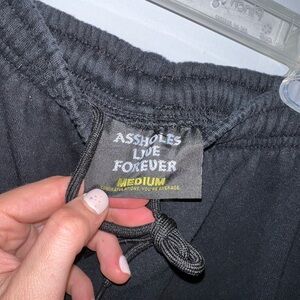 ASSHOLES
LIVE
FOREVER
MEDIUM
CONGRATULATIONS, YOU'RE AVERAGE.